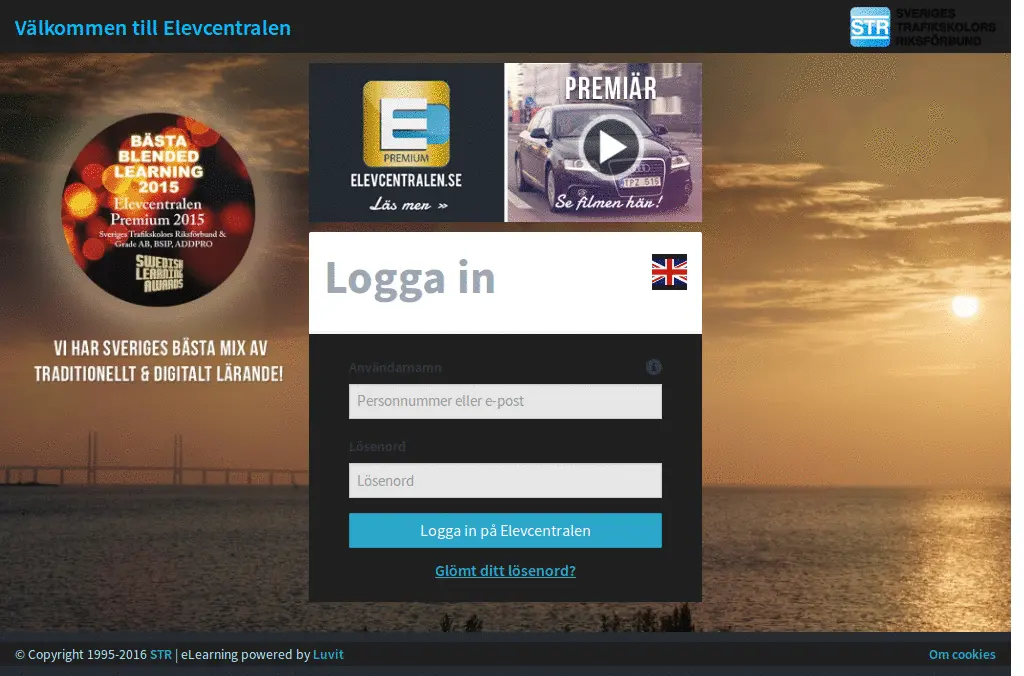 Välkommen till Elevcentralen
STR
SVERIGES
TRAFIKSKOLORS
RIKSFÖRBUND
BÄSTA
BLENDED
LEARNING
2015
Elevcentralen
Premium 2015
Sveriges Trafikskolors Riksförbund &
Grade AB, BSIP, ADDPRO
SWEDISH
LEARNING
AWARDS
VI HAR SVERIGES BÄSTA MIX AV
TRADITIONELLT & DIGITALT LÄRANDE!
E
PREMIUM
ELEVCENTRALEN.SE
Läs mer »
PREMIÄR
TPZ 515
Se filmen här!
Logga in
Användarnamn
Personnummer eller e-post
Lösenord
Lösenord
Logga in på Elevcentralen
Glömt ditt lösenord?
© Copyright 1995-2016 STR | eLearning powered by Luvit
Om cookies